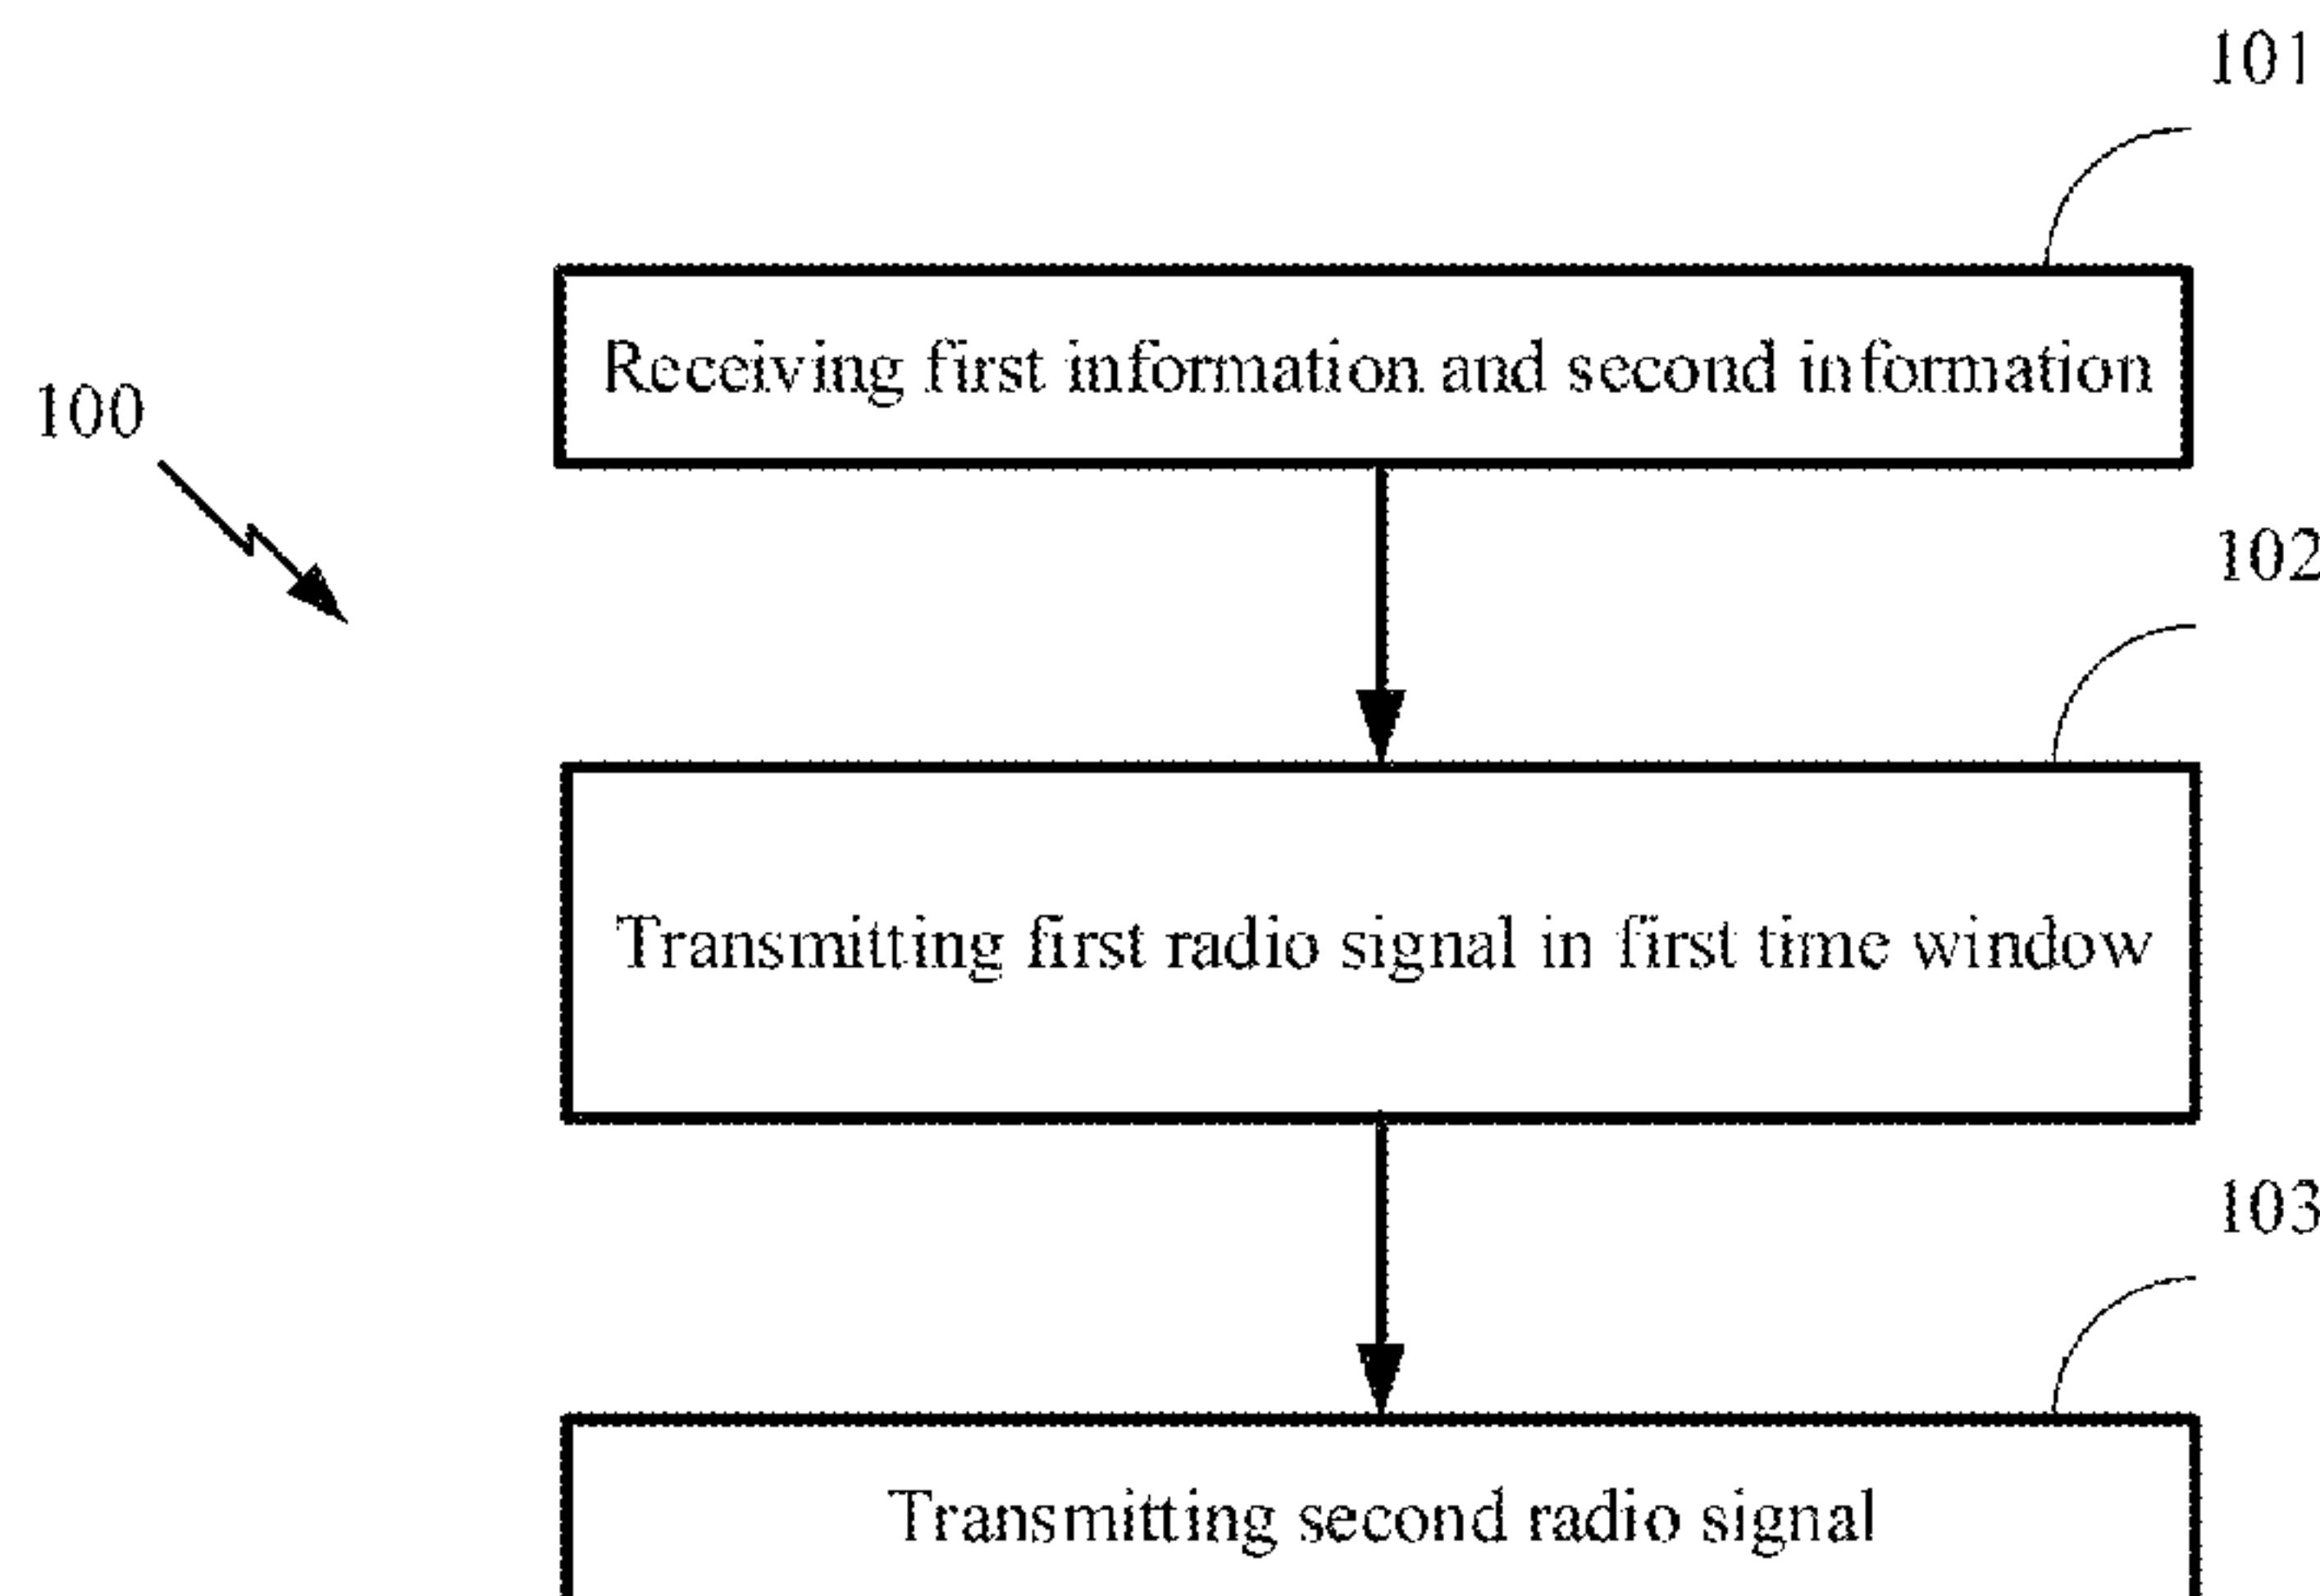 101
Receiving first information and second information
100
102
Transmitting first radio signal in first time window
103
Transmitting second radio signal